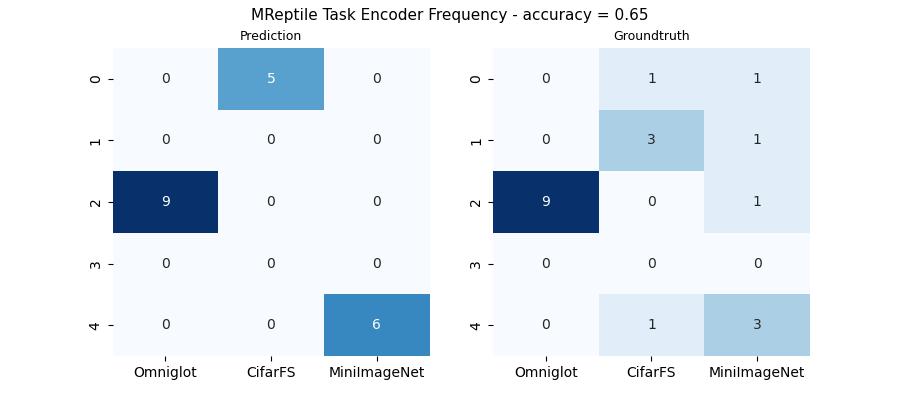 MReptile Task Encoder Frequency - accuracy = 0.65
Prediction
Groundtruth
0 0 5 0
0 0 1 1
1 0 0 0
1 0 3 1
2 9 0 0
2 9 0 1
3 0 0 0
3 0 0 0
4 0 0 6
4 0 1 3
Omniglot CifarFS MiniImageNet
Omniglot CifarFS MiniImageNet